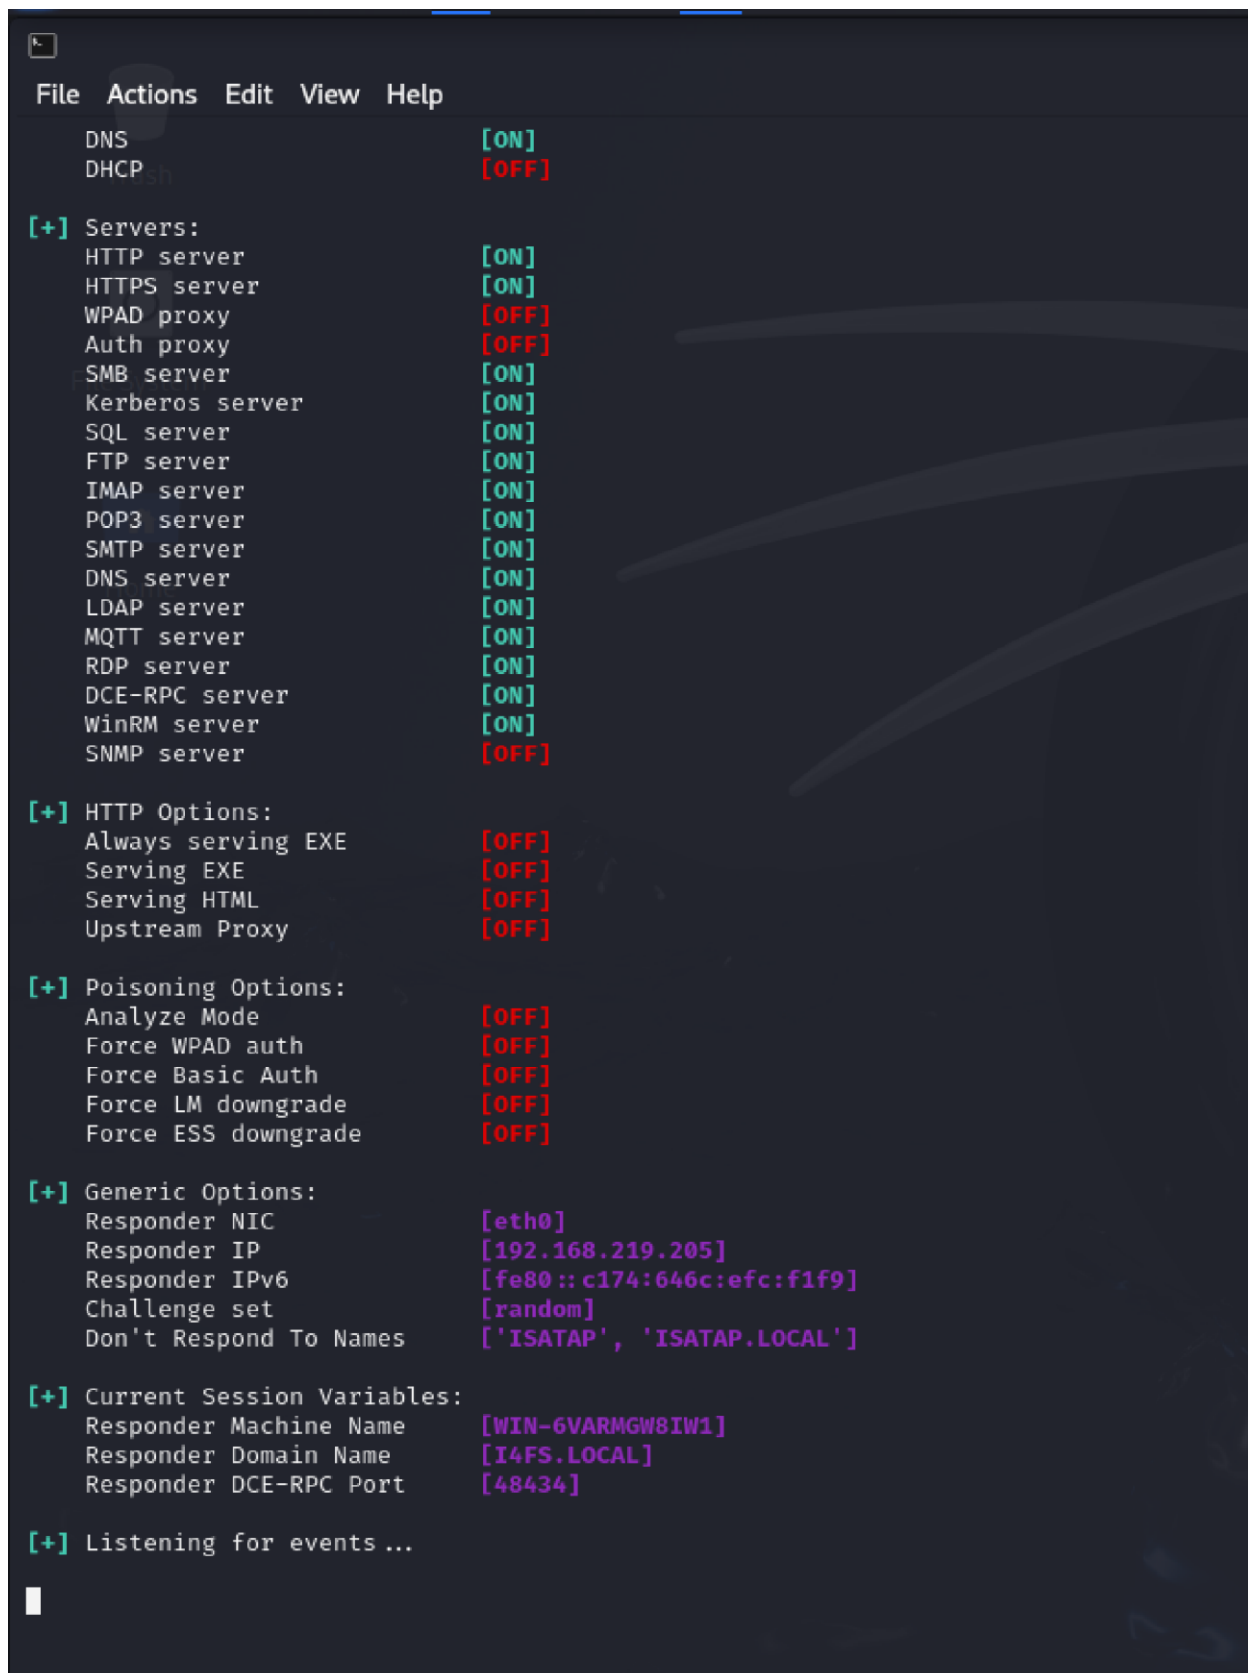 File Actions Edit View Help
DNS [ON]
DHCP [OFF]
[+] Servers:
HTTP server [ON]
HTTPS server [ON]
WPAD proxy [OFF]
Auth proxy [OFF]
SMB server [ON]
Kerberos server [ON]
SQL server [ON]
FTP server [ON]
IMAP server [ON]
POP3 server [ON]
SMTP server [ON]
DNS server [ON]
LDAP server [ON]
MQTT server [ON]
RDP server [ON]
DCE-RPC server [ON]
WinRM server [ON]
SNMP server [OFF]
[+] HTTP Options:
Always serving EXE [OFF]
Serving EXE [OFF]
Serving HTML [OFF]
Upstream Proxy [OFF]
[+] Poisoning Options:
Analyze Mode [OFF]
Force WPAD auth [OFF]
Force Basic Auth [OFF]
Force LM downgrade [OFF]
Force ESS downgrade [OFF]
[+] Generic Options:
Responder NIC [eth0]
Responder IP [192.168.219.205]
Responder IPv6 [fe80::c174:646c:efc:f1f9]
Challenge set [random]
Don't Respond To Names ['ISATAP', 'ISATAP.LOCAL']
[+] Current Session Variables:
Responder Machine Name [WIN-6VARMGW8IW1]
Responder Domain Name [I4FS.LOCAL]
Responder DCE-RPC Port [48434]
[+] Listening for events...